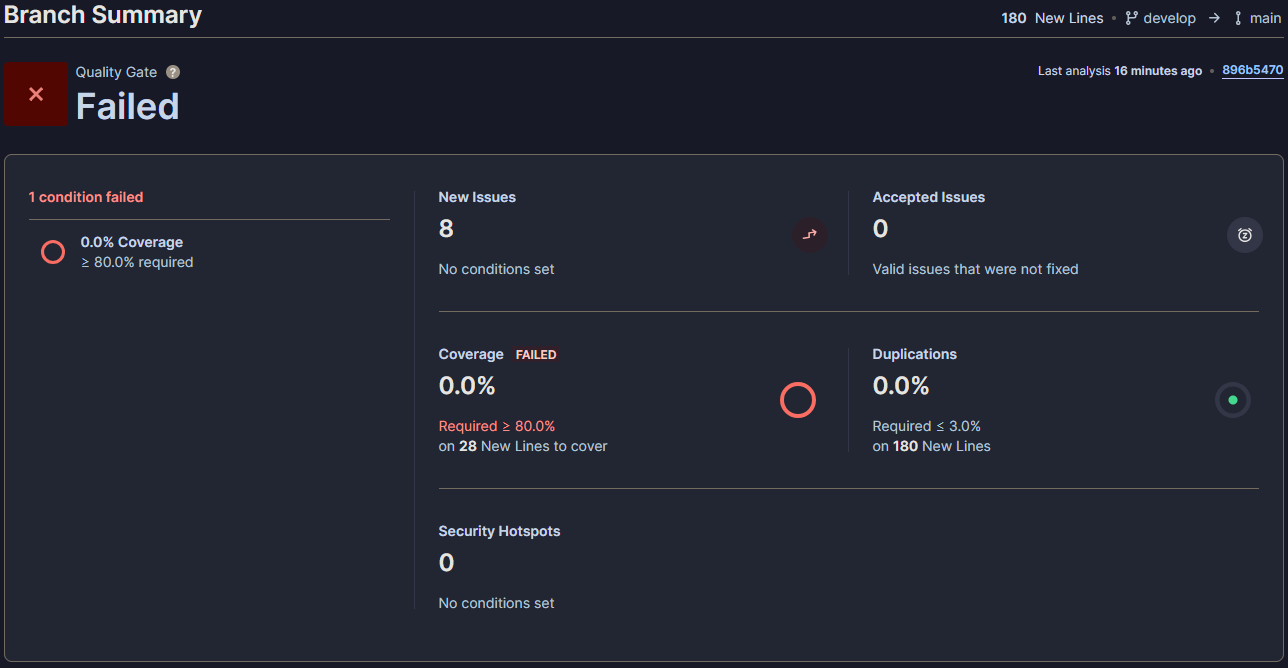 Branch Summary
180 New Lines • develop → main
Quality Gate ?
Failed
Last analysis 16 minutes ago • 896b5470
1 condition failed
0.0% Coverage
≥ 80.0% required
New Issues
8
No conditions set
Accepted Issues
0
Valid issues that were not fixed
Coverage FAILED
0.0%
Required ≥ 80.0%
on 28 New Lines to cover
Duplications
0.0%
Required ≤ 3.0%
on 180 New Lines
Security Hotspots
0
No conditions set